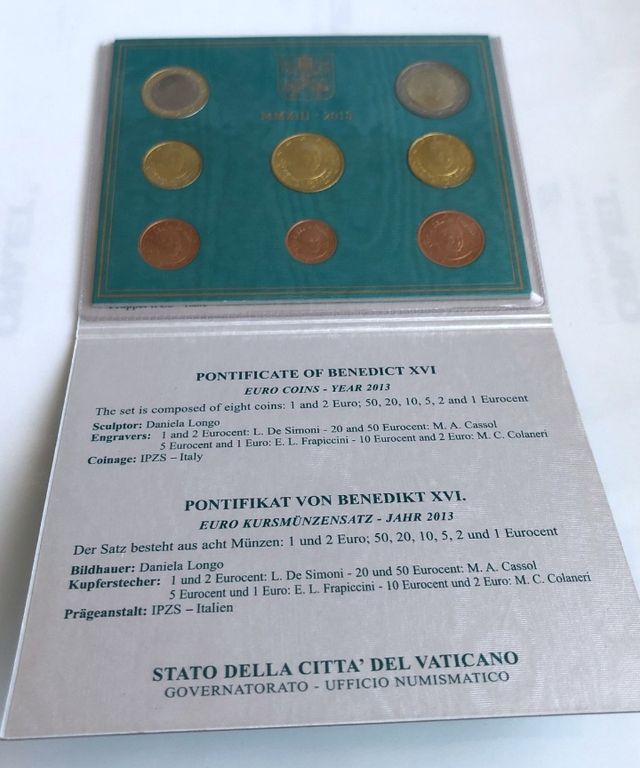 MMXIII - 2013
PONTIFICATE OF BENEDICT XVI
EURO COINS - YEAR 2013
The set is composed of eight coins: 1 and 2 Euro; 50, 20, 10, 5, 2 and 1 Eurocent
Sculptor: Daniela Longo
Engravers: 1 and 2 Eurocent: L. De Simoni - 20 and 50 Eurocent: M. A. Cassol
5 Eurocent and 1 Euro: E. L. Frapiccini - 10 Eurocent and 2 Euro: M. C. Colaneri
Coinage: IPZS – Italy
PONTIFIKAT VON BENEDIKT XVI.
EURO KURSMÜNZENSATZ - JAHR 2013
Der Satz besteht aus acht Münzen: 1 und 2 Euro; 50, 20, 10, 5, 2 und 1 Eurocent
Bildhauer: Daniela Longo
Kupferstecher: 1 und 2 Eurocent: L. De Simoni - 20 und 50 Eurocent: M. A. Cassol
5 Eurocent und 1 Euro: E. L. Frapiccini - 10 Eurocent und 2 Euro: M. C. Colaneri
Prägeanstalt: IPZS – Italien
STATO DELLA CITTA' DEL VATICANO
GOVERNATORATO - UFFICIO NUMISMATICO